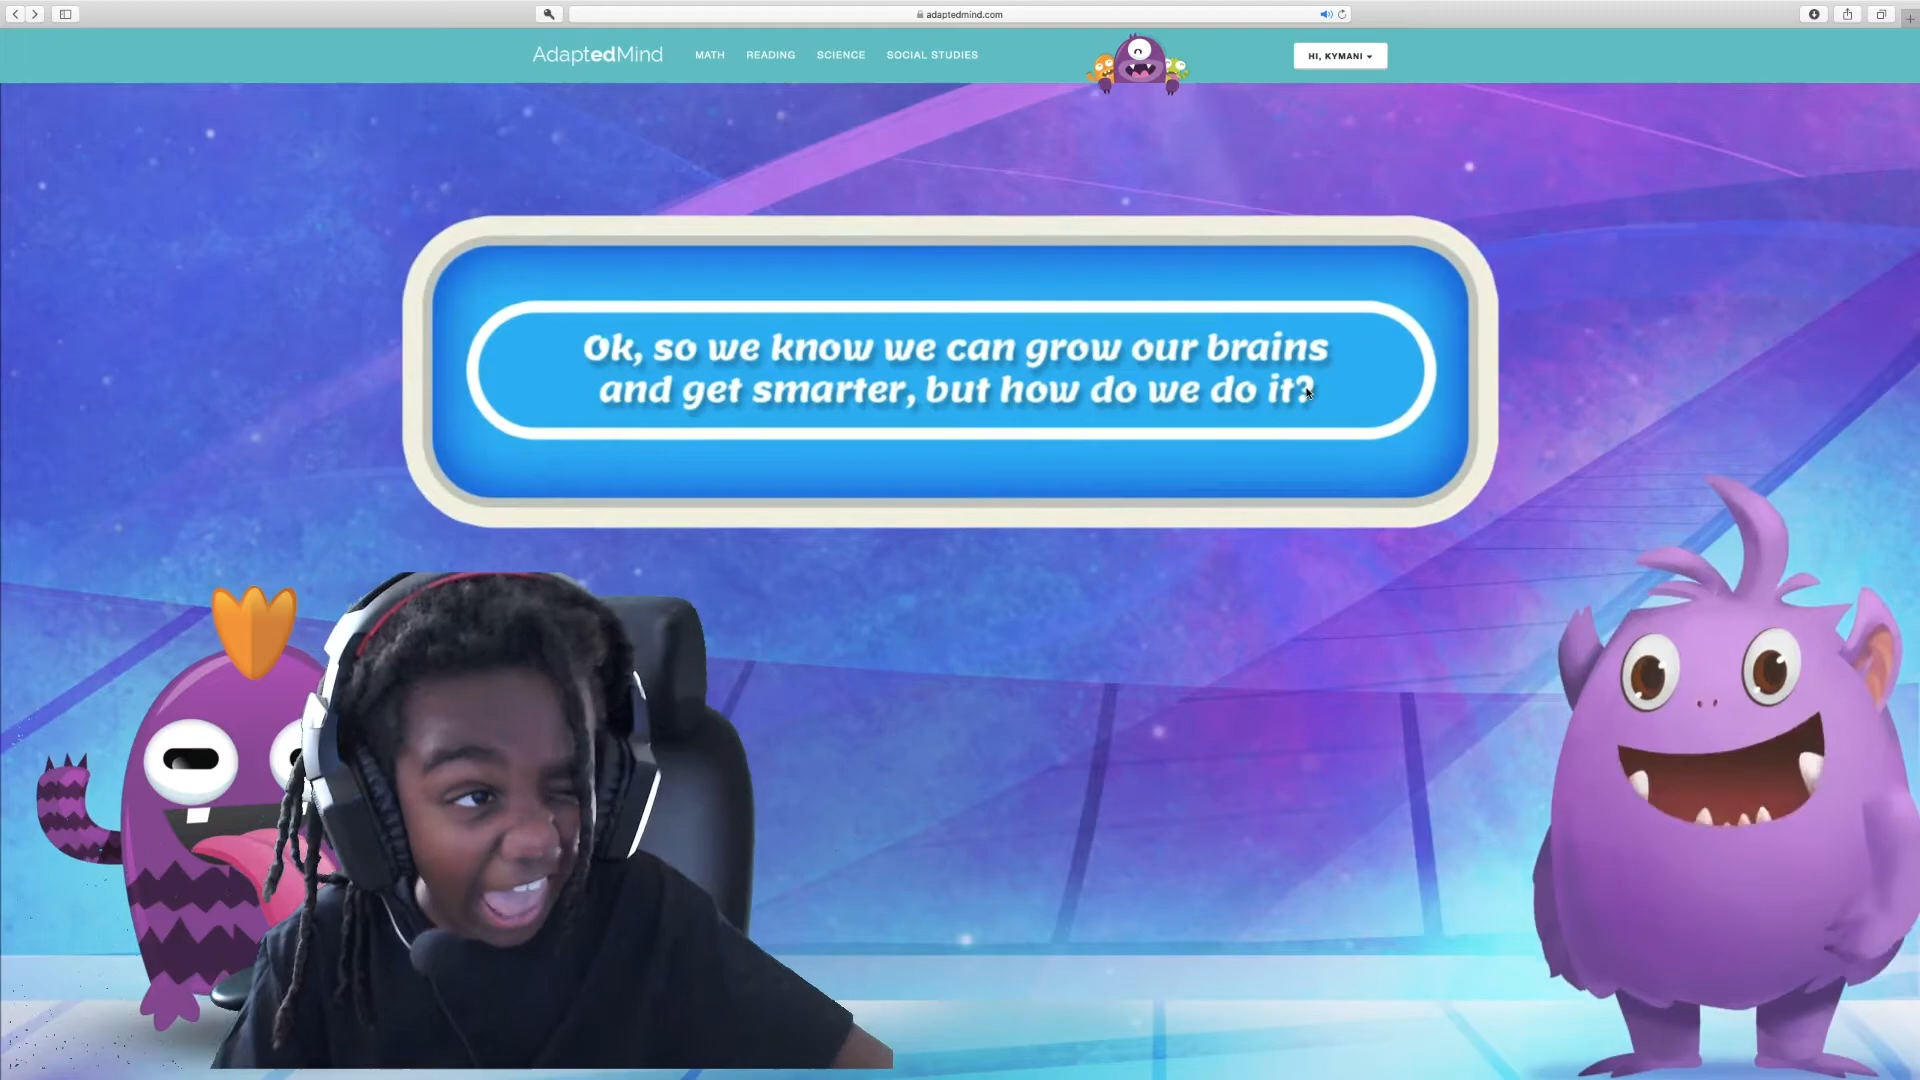 adaptedmind.com
AdaptedMind
MATH
READING
SCIENCE
SOCIAL STUDIES
HI, KYMANI
Ok, so we know we can grow our brains
and get smarter, but how do we do it?